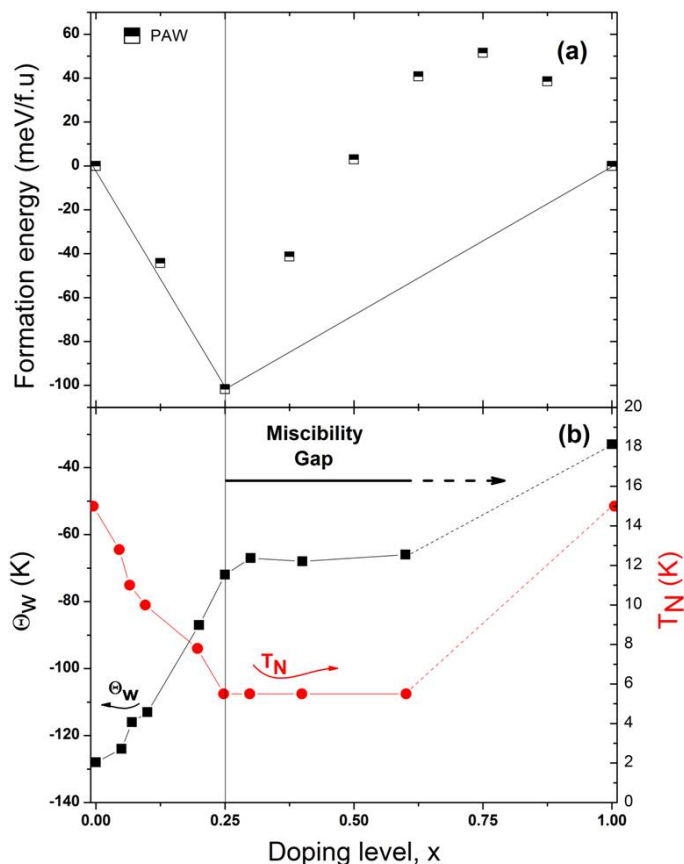 PAW
(a)
Formation energy (meV/f.u)
60
40
20
0
-20
-40
-60
-80
-100
Miscibility
Gap
(b)
Θw (K)
-40
-60
-80
-100
-120
-140
TN
Θw
20
18
16
14
12
10
8
6
4
2
0
TN (K)
0.00
0.25
0.50
0.75
1.00
Doping level, x